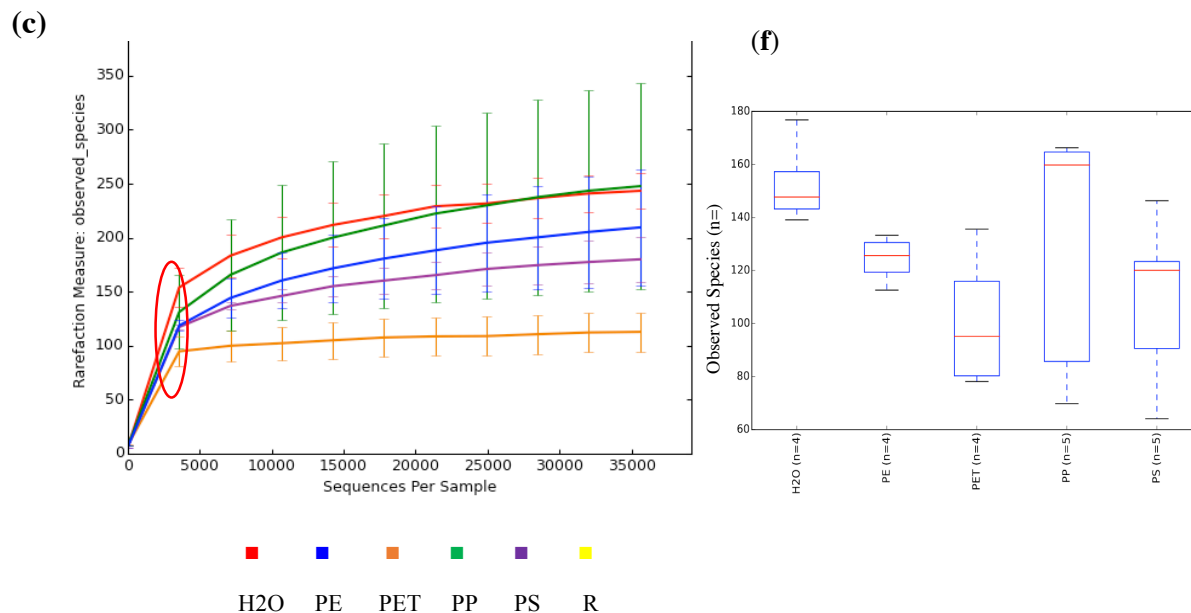 (c)
(f)
Rarefaction Measure: observed_species
350
300
250
200
150
100
50
0
0 5000 10000 15000 20000 25000 30000 35000
Sequences Per Sample
H2O PE PET PP PS R
Observed Species (n=)
180
160
140
120
100
80
60
H2O (n=4)
PE (n=4)
PET (n=4)
PP (n=5)
PS (n=5)